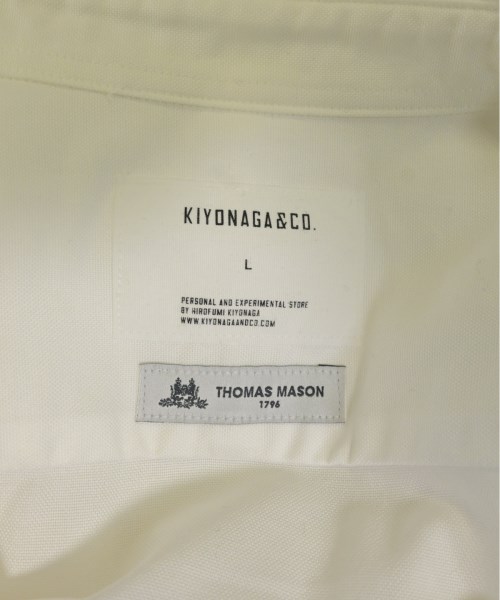 KIYONAGA&CO.
L
PERSONAL AND EXPERIMENTAL STORE
BY HIROFUMI KIYONAGA
WWW.KIYONAGAANDCO.COM
THOMAS MASON
1796